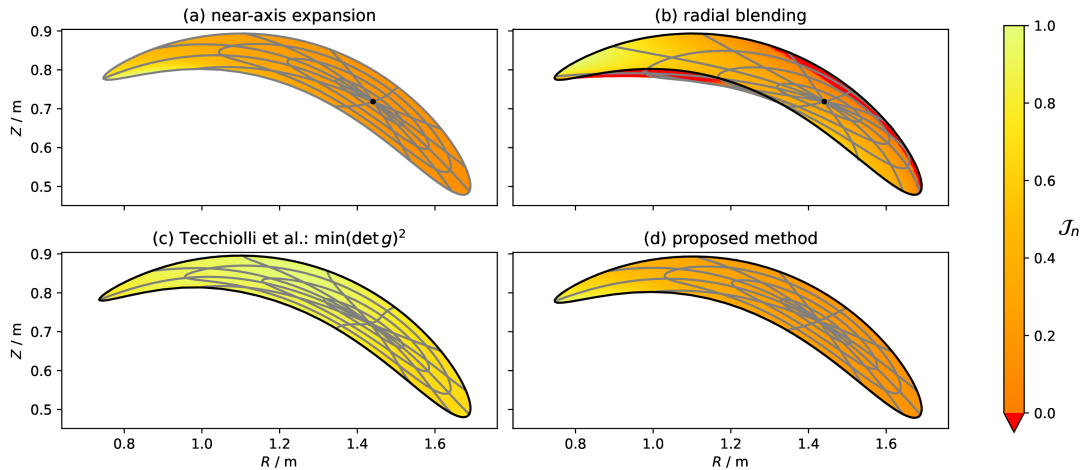 (a) near-axis expansion
(b) radial blending
0.9
0.8
0.7
0.6
0.5
Z / m
(c) Tecchiolli et al.: min(det g)²
(d) proposed method
0.9
0.8
0.7
0.6
0.5
Z / m
0.8 1.0 1.2 1.4 1.6
R / m
0.8 1.0 1.2 1.4 1.6
R / m
1.0
0.8
0.6
0.4
0.2
0.0
𝒥n